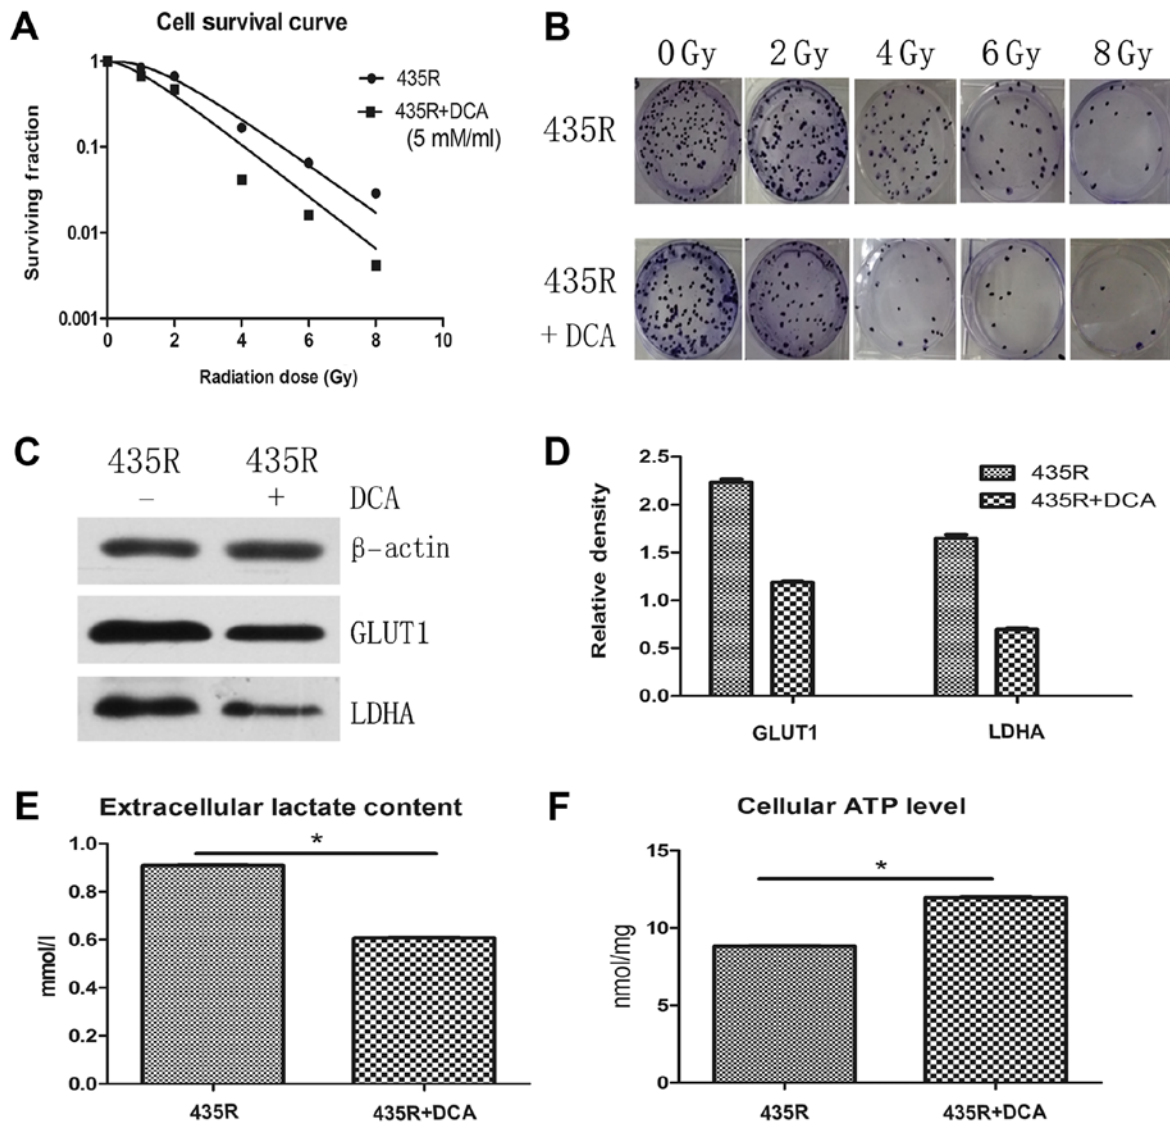 A
Cell survival curve
1
0.1
0.01
0.001
0 2 4 6 8 10
Surviving fraction
Radiation dose (Gy)
435R
435R+DCA
(5 mM/ml)
B
0 Gy 2 Gy 4 Gy 6 Gy 8 Gy
435R
435R
+ DCA
C
435R 435R
− + DCA
β-actin
GLUT1
LDHA
D
2.5
2.0
1.5
1.0
0.5
0.0
Relative density
435R
435R+DCA
GLUT1 LDHA
E
Extracellular lactate content
*
1.0
0.8
0.6
0.4
0.2
0.0
mmol/l
435R 435R+DCA
F
Cellular ATP level
*
15
10
5
0
nmol/mg
435R 435R+DCA